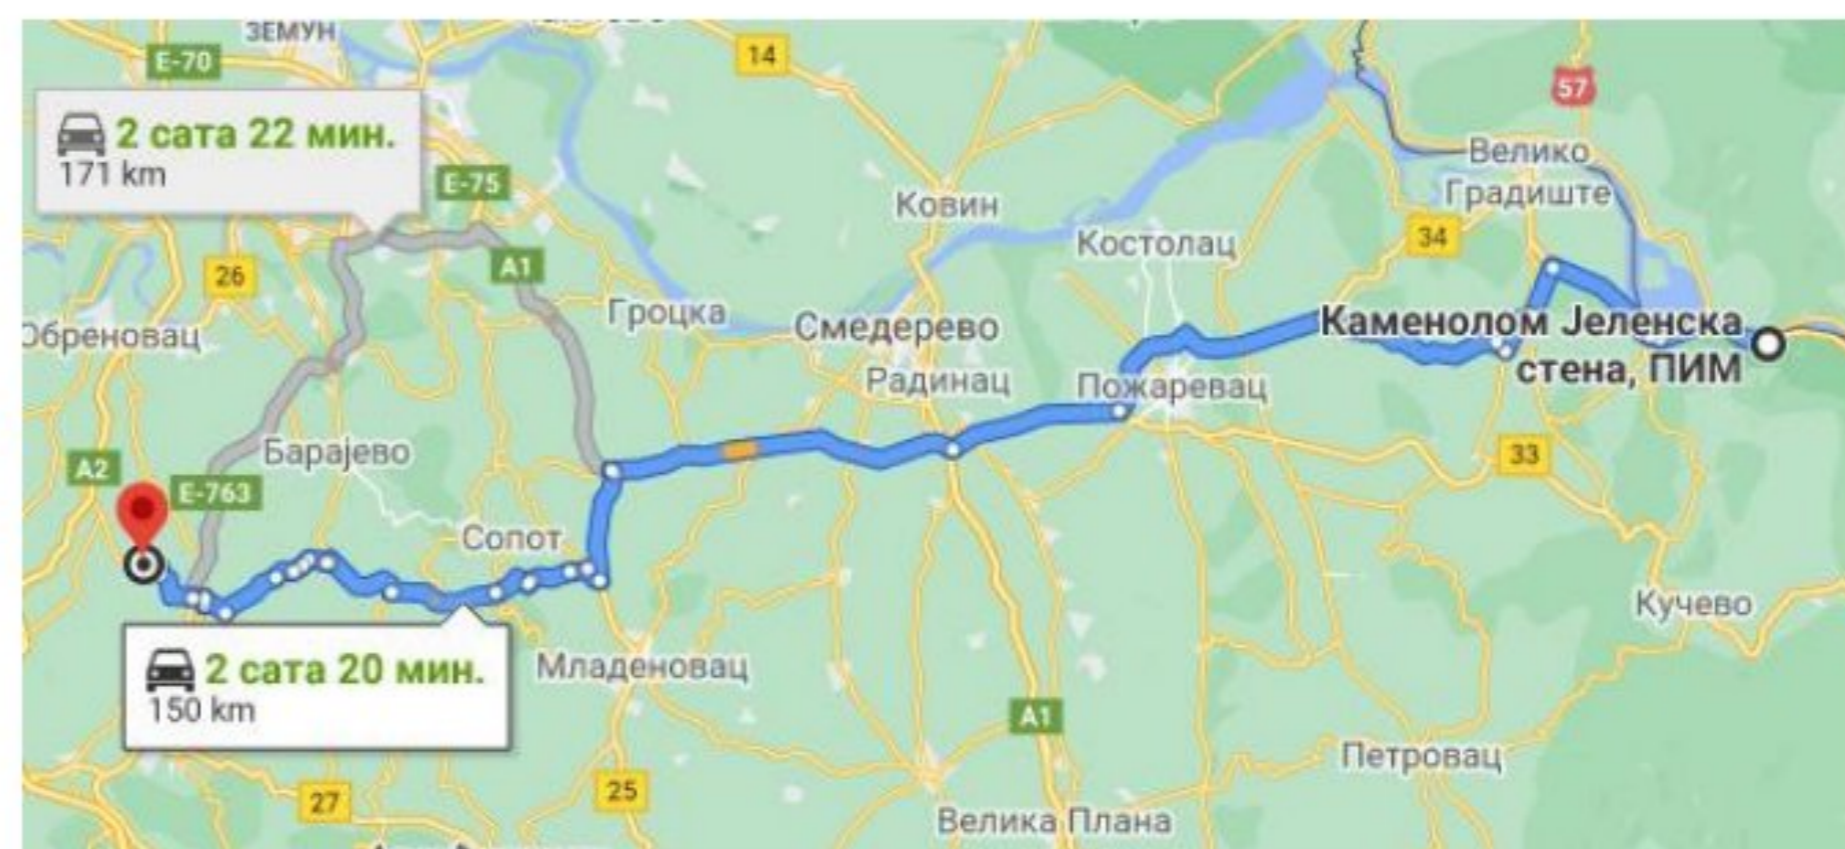 ЗЕМУН
E-70
14
57
2 сата 22 мин.
171 km
E-75
Велико
Градиште
Ковин
34
Костолац
26
A1
Гроцка
Смедерево
Обреновац
Каменолом Јеленска
стена, ПИМ
Радинац
Пожаревац
Барајево
A2
E-763
33
Сопот
Кучево
2 сата 20 мин.
150 km
Младеновац
A1
Петровац
27
25
Велика Плана